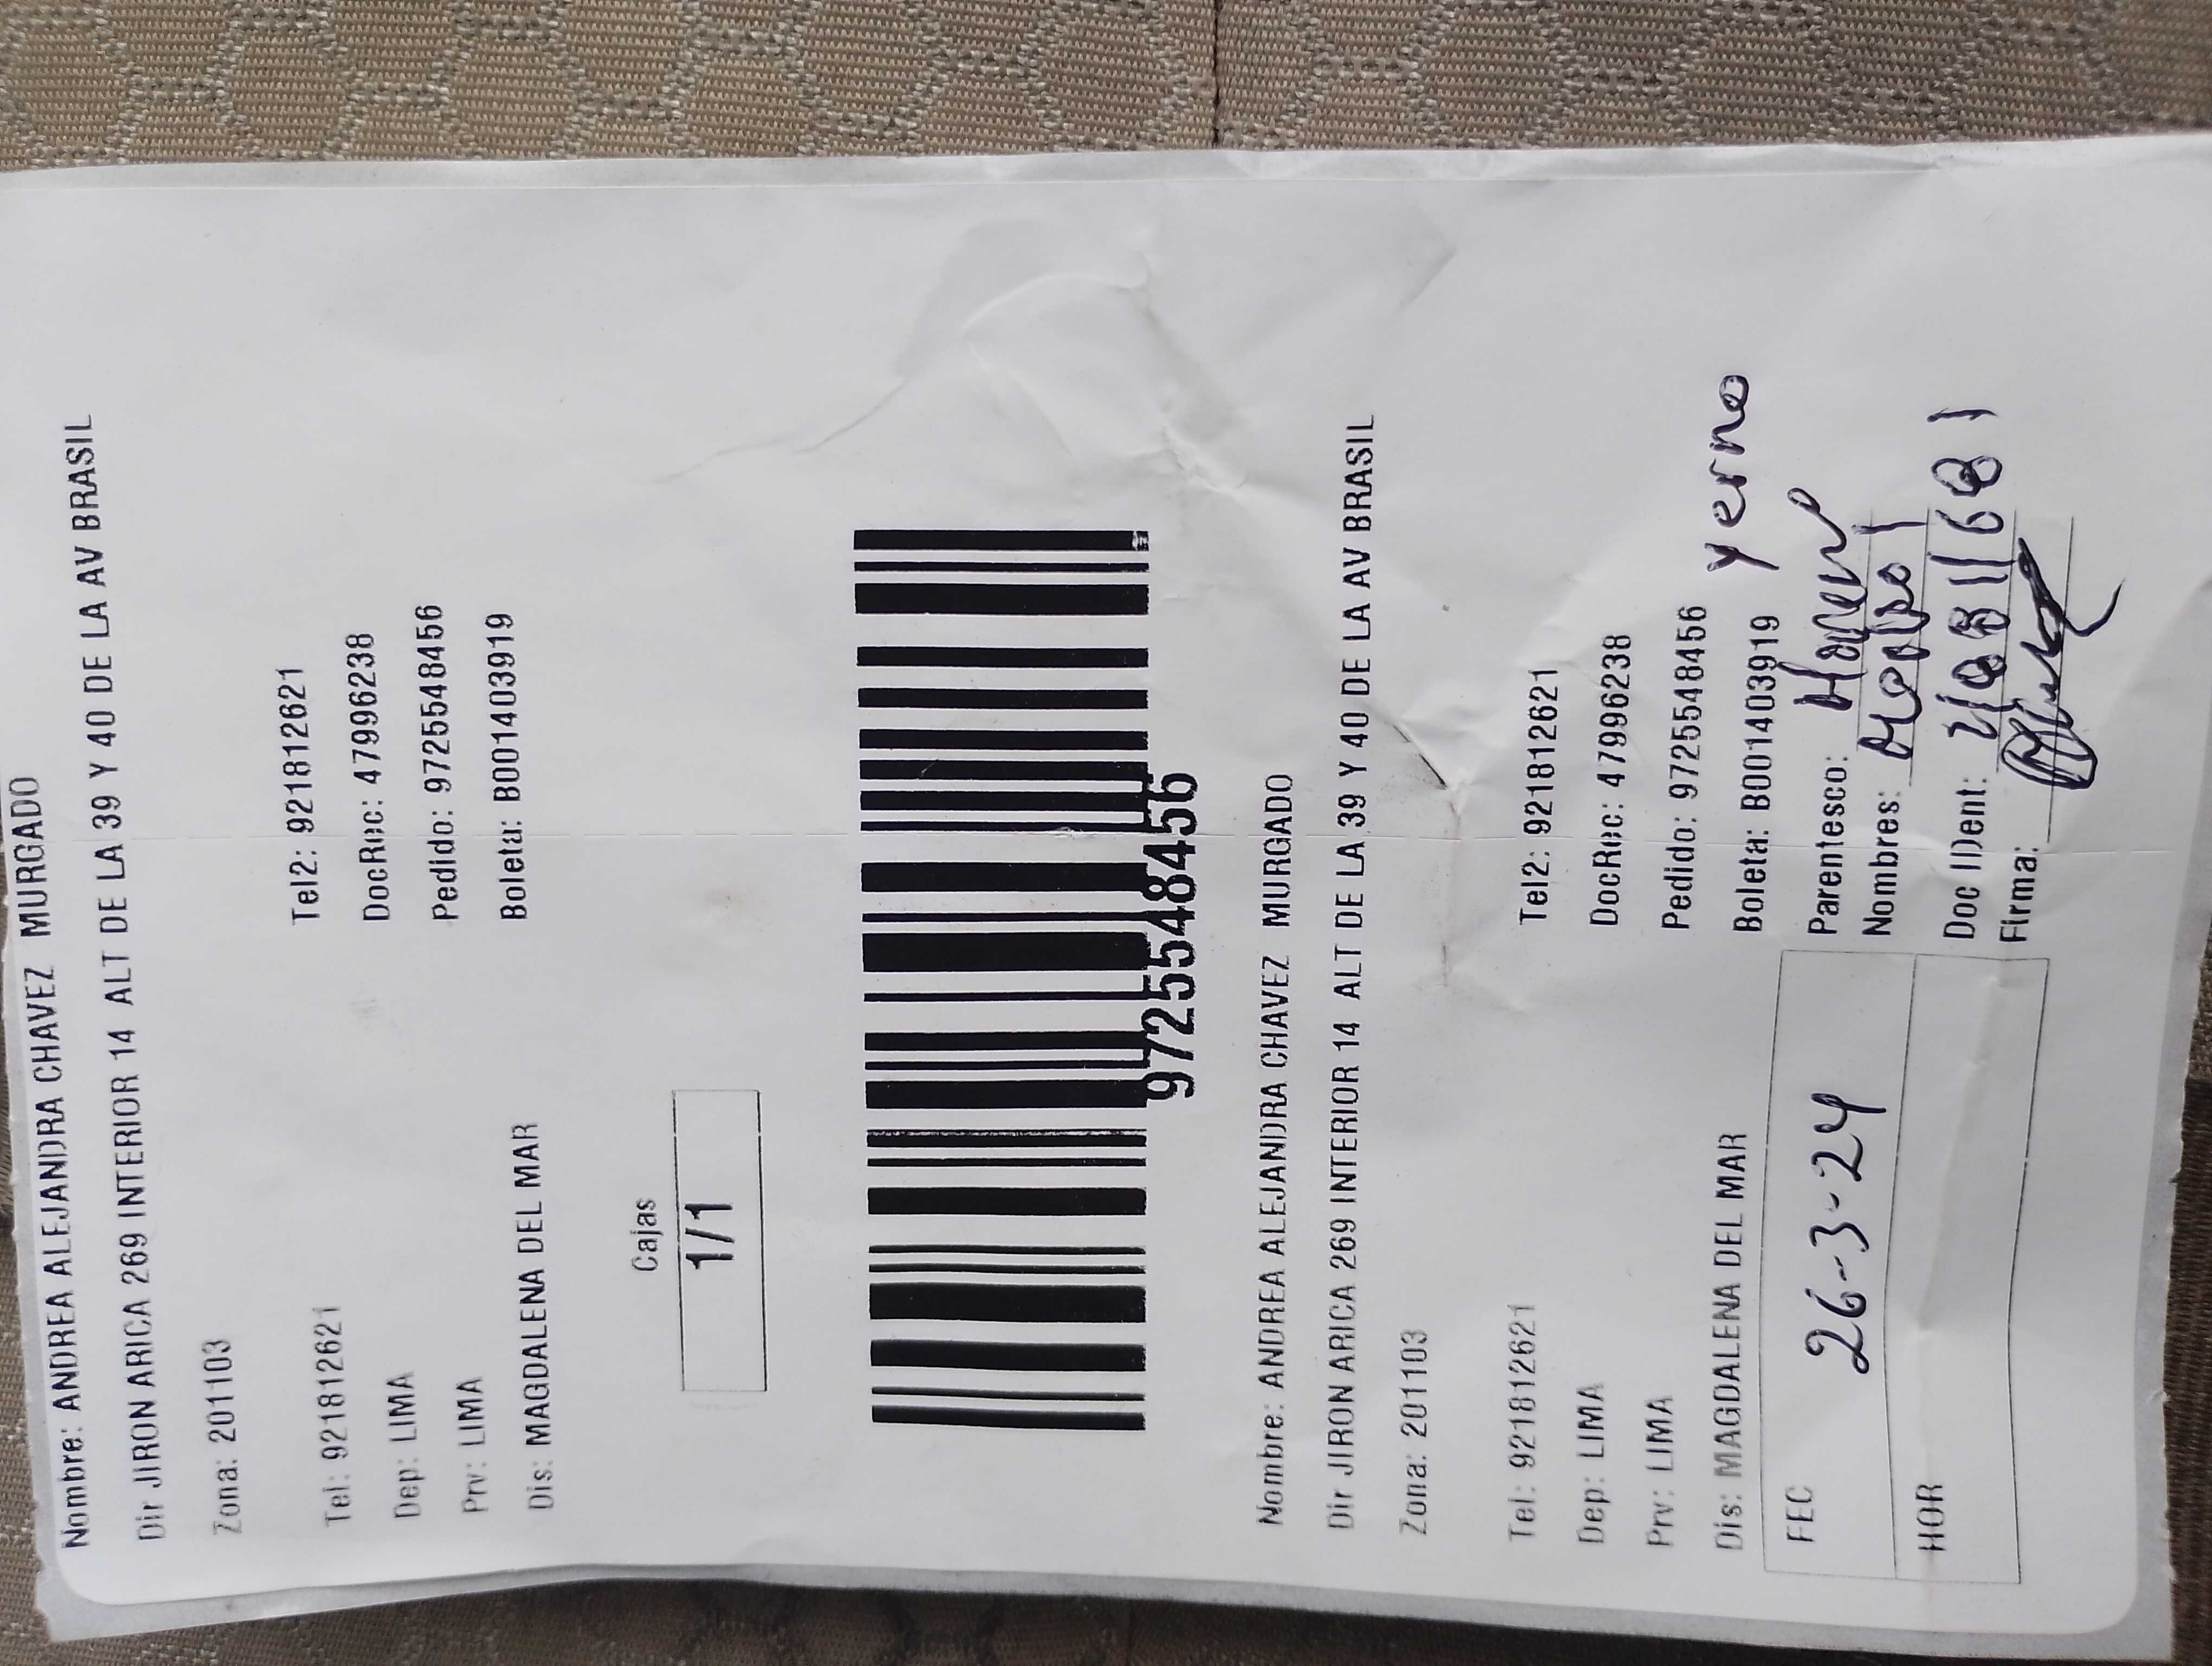 Nombre: ANDREA ALEJANDRA CHAVEZ MURGADO
Dir JIRON ARICA 269 INTERIOR 14 ALT DE LA 39 Y 40 DE LA AV BRASIL
Zona: 201103
Tel: 921812621 Tel2: 921812621
Dep: LIMA DocRec: 47996238
Prv: LIMA Pedido: 9725548456
Dis: MAGDALENA DEL MAR Boleta: B001403919
Cajas
1/1
9725548456
Nombre: ANDREA ALEJANDRA CHAVEZ MURGADO
Dir JIRON ARICA 269 INTERIOR 14 ALT DE LA 39 Y 40 DE LA AV BRASIL
Zona: 201103
Tel: 921812621 Tel2: 921812621
Dep: LIMA DocRec: 47996238
Prv: LIMA Pedido: 9725548456
Dis: MAGDALENA DEL MAR Boleta: B001403919
yerno
FEC 26-3-24 Parentesco:
Nombres:
HOR Doc IDent:
Firma: